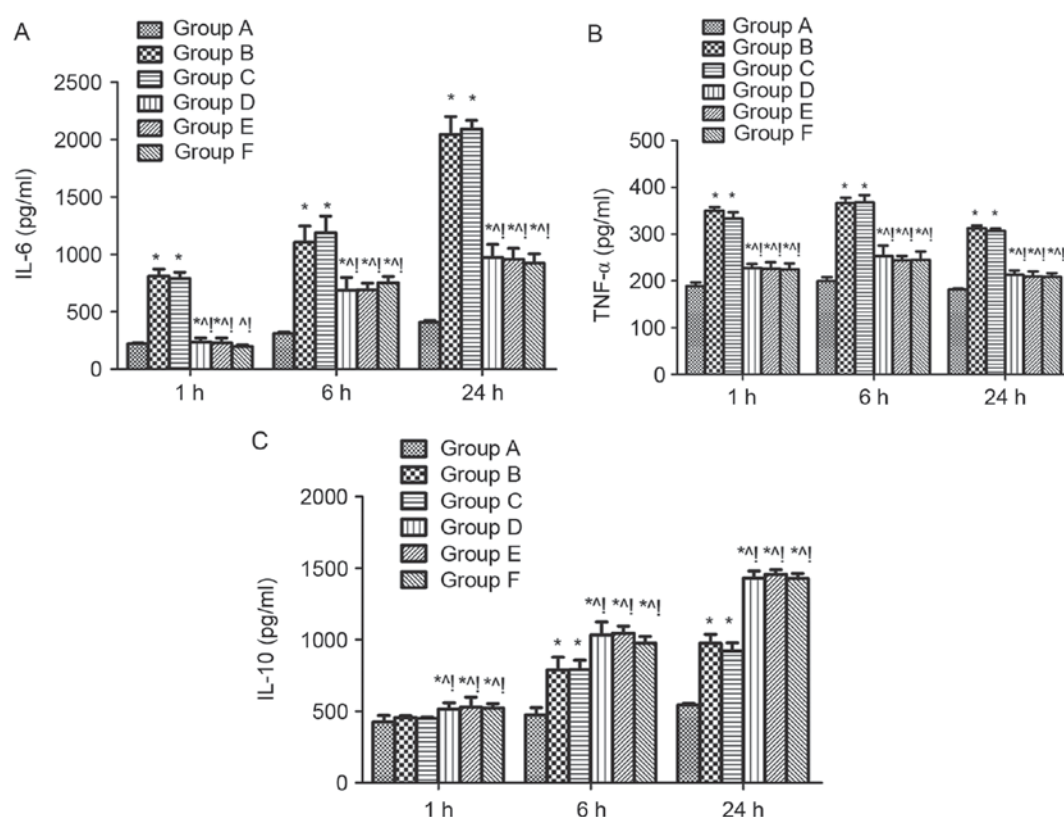 A
Group A
Group B
Group C
Group D
Group E
Group F
IL-6 (pg/ml)
2500
2000
1500
1000
500
0
* *
*^! *^! ^!
* *
*^! *^! *^!
* *
*^! *^! *^!
1 h 6 h 24 h
B
Group A
Group B
Group C
Group D
Group E
Group F
TNF-α (pg/ml)
500
400
300
200
100
0
* *
*^! *^! *^!
* *
*^! *^! *^!
* *
*^! *^! *^!
1 h 6 h 24 h
C
Group A
Group B
Group C
Group D
Group E
Group F
IL-10 (pg/ml)
2000
1500
1000
500
0
*^! *^! *^!
* *
*^! *^! *^!
* *
*^! *^! *^!
1 h 6 h 24 h